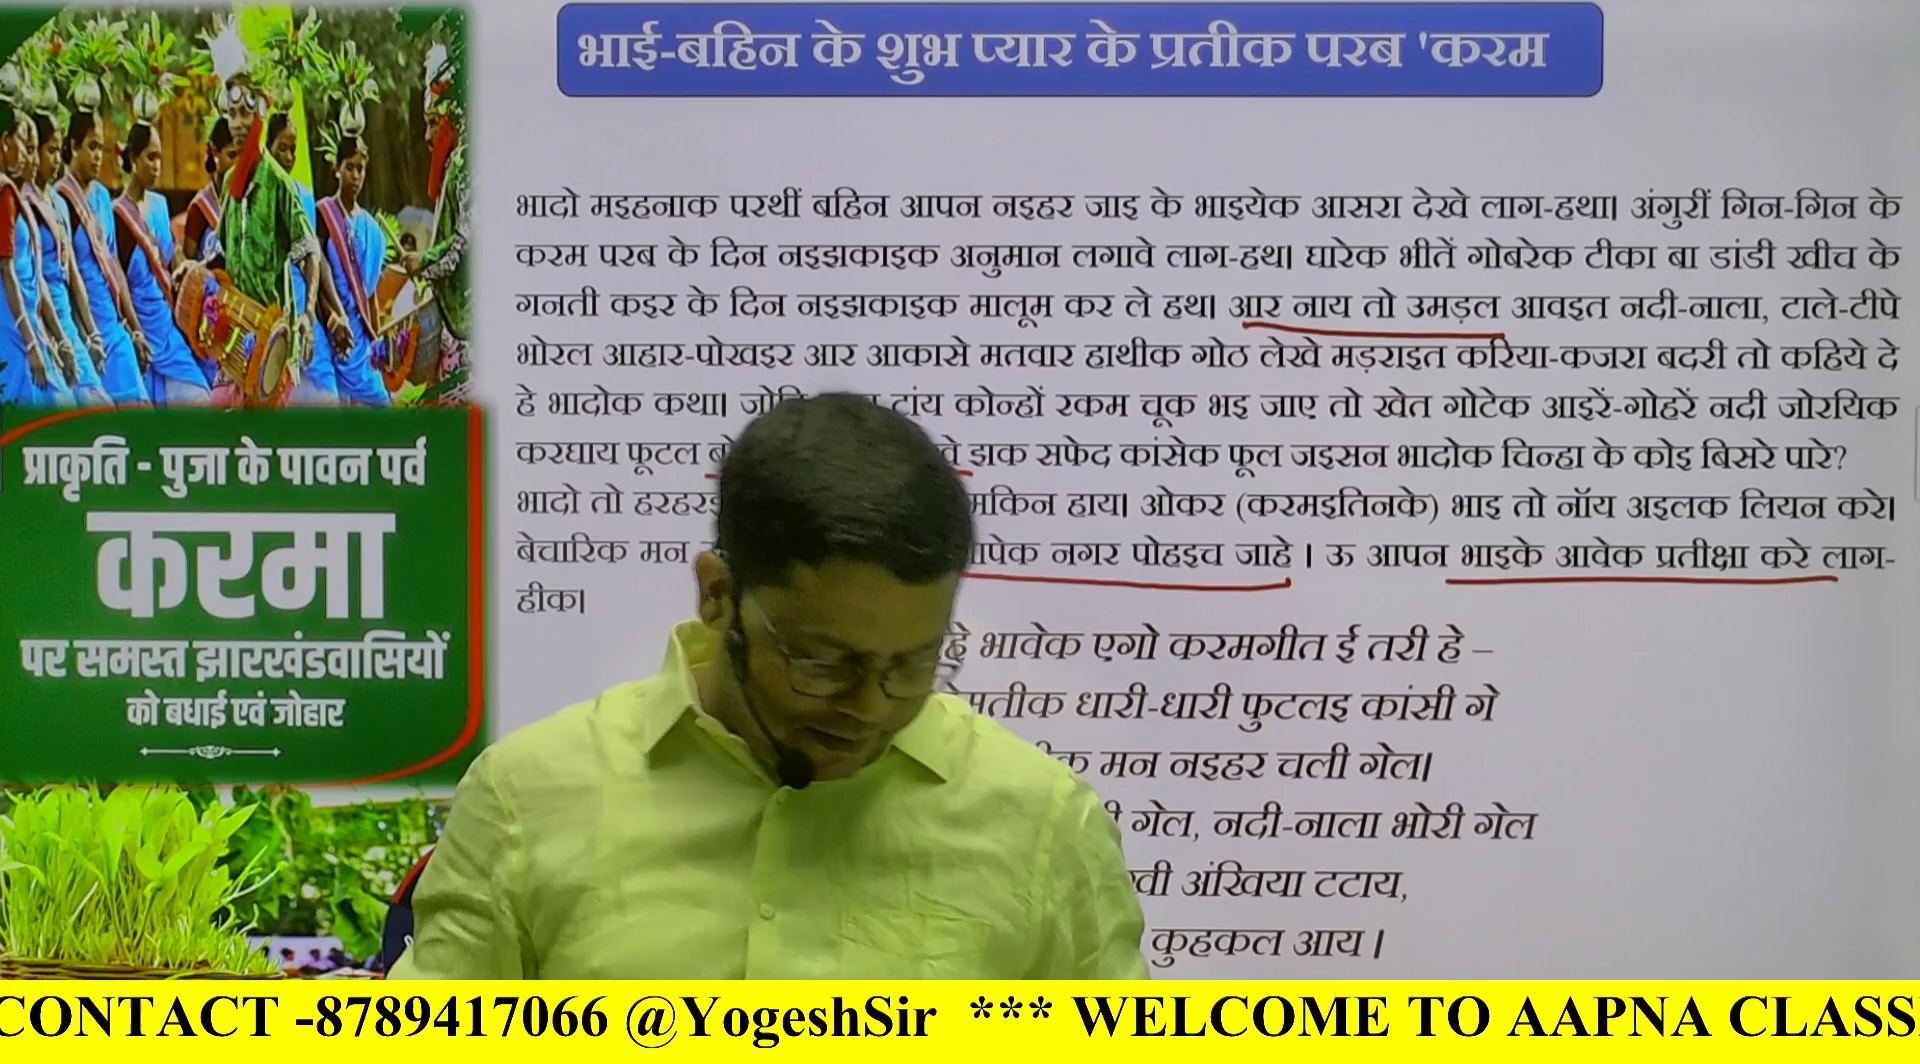 भाई-बहिन के शुभ प्यार के प्रतीक परब 'करम
भादो मइहनाक परथीं बहिन आपन नइहर जाइ के भाइयेक आसरा देखे लाग-हथा। अंगुरीं गिन-गिन के
करम परब के दिन नइझकाइक अनुमान लगावे लाग-हथ। घारेक भीतें गोबरेक टीका बा डांडी खीच के
गनती कइर के दिन नइझकाइक मालूम कर ले हथ। आर नाय तो उमड़ल आवइत नदी-नाला, टाले-टीपे
भोरल आहार-पोखइर आर आकासे मतवार हाथीक गोठ लेखे मड़राइत करिया-कजरा बदरी तो कहिये दे
हे भादोक कथा। टांय कोन्हों रकम चूक भइ जाए तो खेत गोटेक आइरें-गोहरें नदी जोरयिक
करघाय फूटल झक सफेद कांसेक फूल जइसन भादोक चिन्हा के कोइ बिसरे पारे?
भादो तो हाय। ओकर (करमइतिनके) भाइ तो नॉय अइलक लियन करे।
बेचारिक मन नगर पोहइच जाहे। ऊ आपन भाइके आवेक प्रतीक्षा करे लाग-
हीक।
भावेक एगो करमगीत ई तरी हे –
धारी-धारी फुटलइ कांसी गे
मन नइहर चली गेल।
गेल, नदी-नाला भोरी गेल
अंखिया टटाय,
कुहकल आय।
प्राकृति - पुजा के पावन पर्व
करमा
पर समस्त झारखंडवासियों
को बधाई एवं जोहार
CONTACT -8789417066 @YogeshSir *** WELCOME TO AAPNA CLASS